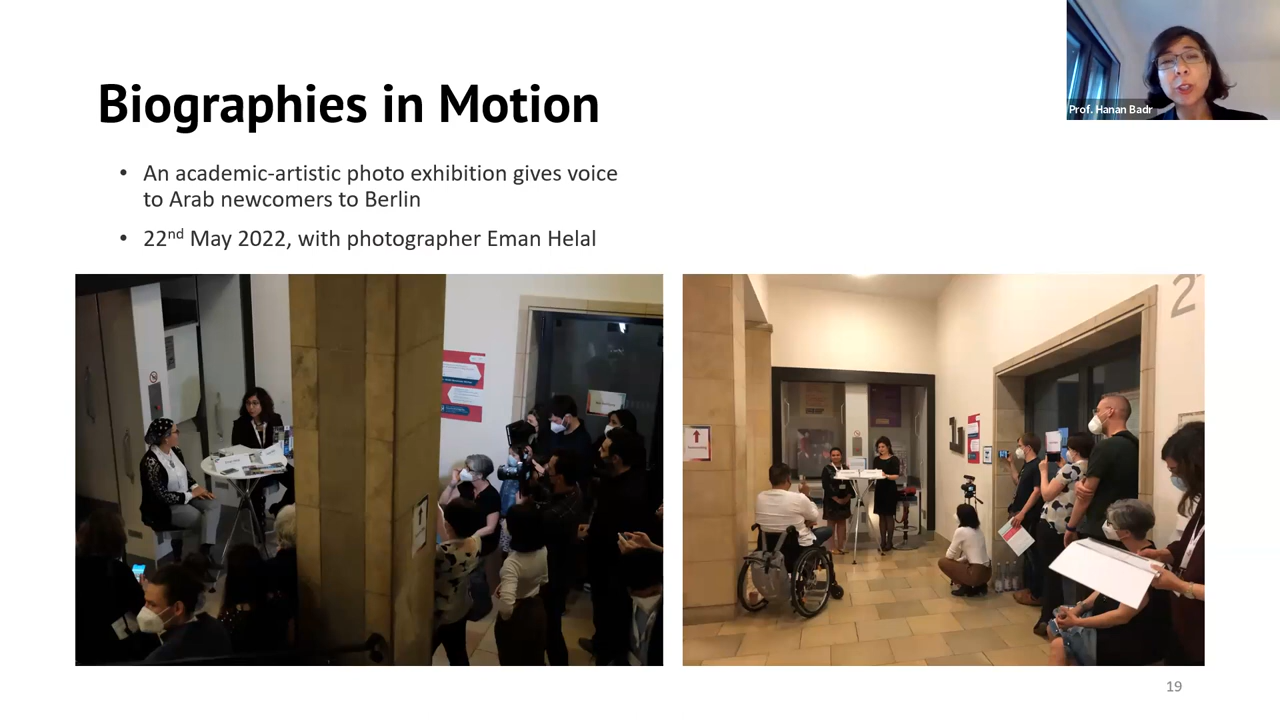 Prof. Hanan Badr
Biographies in Motion
• An academic-artistic photo exhibition gives voice
to Arab newcomers to Berlin
• 22nd May 2022, with photographer Eman Helal
2
19